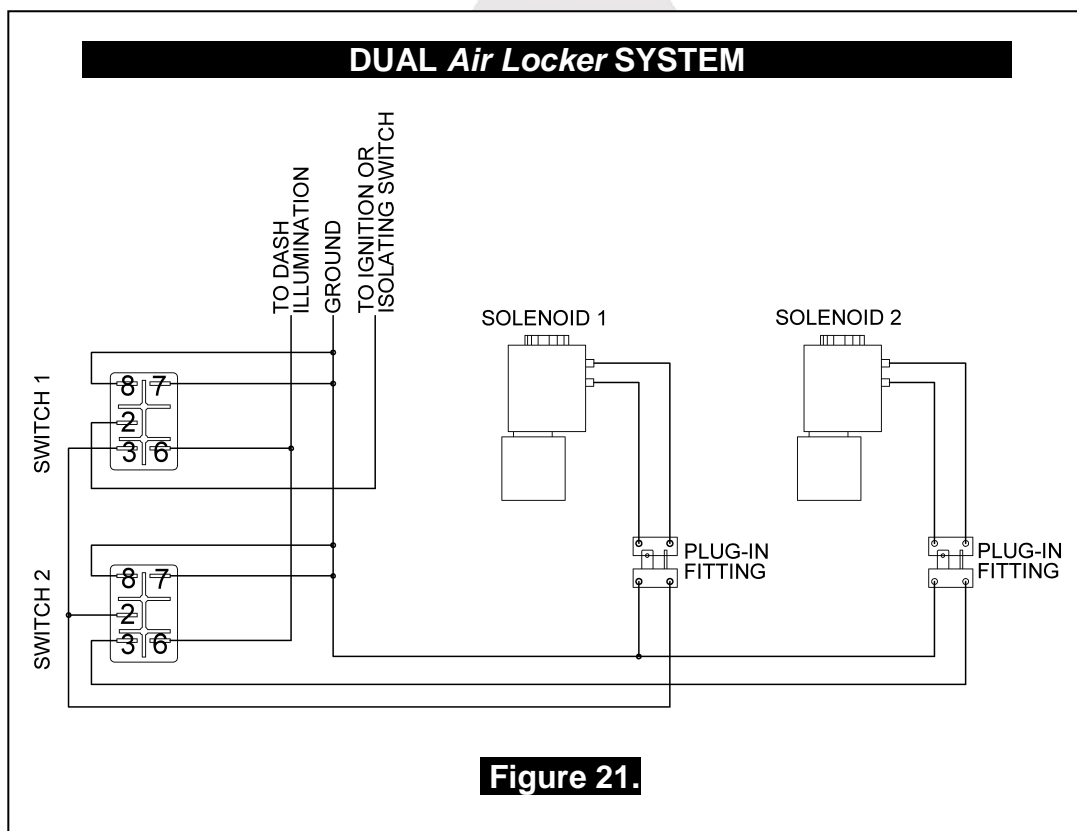 DUAL Air Locker SYSTEM
TO DASH
ILLUMINATION
GROUND
TO IGNITION OR
ISOLATING SWITCH
SOLENOID 1
SOLENOID 2
SWITCH 1
8 7
2
3 6
SWITCH 2
8 7
2
3 6
PLUG-IN
FITTING
PLUG-IN
FITTING
Figure 21.